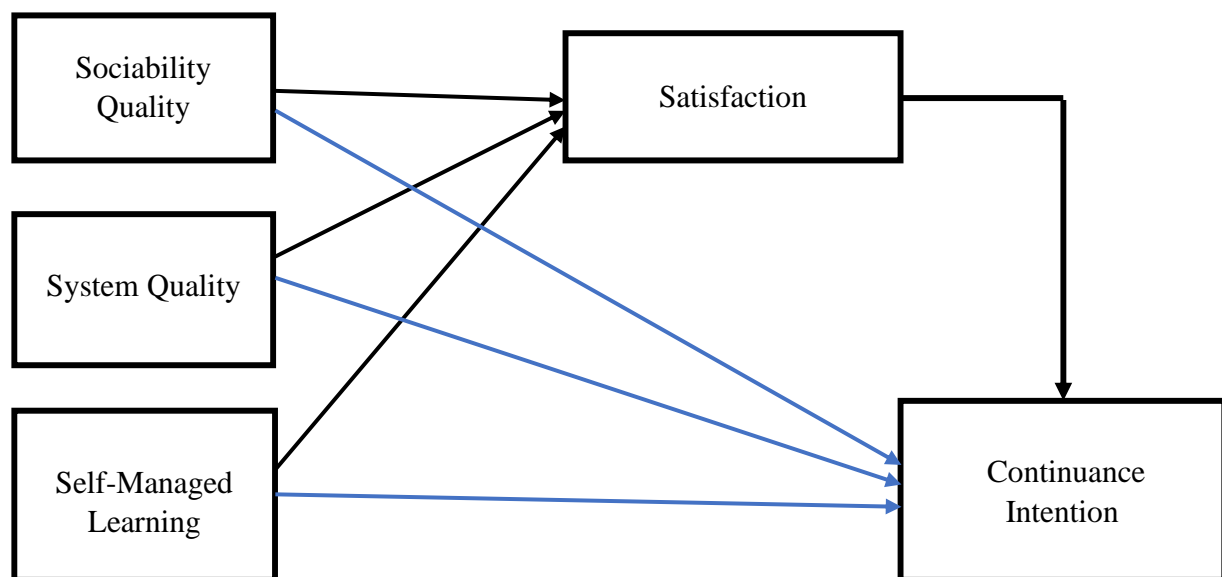 Sociability
Quality
Satisfaction
System Quality
Self-Managed
Learning
Continuance
Intention